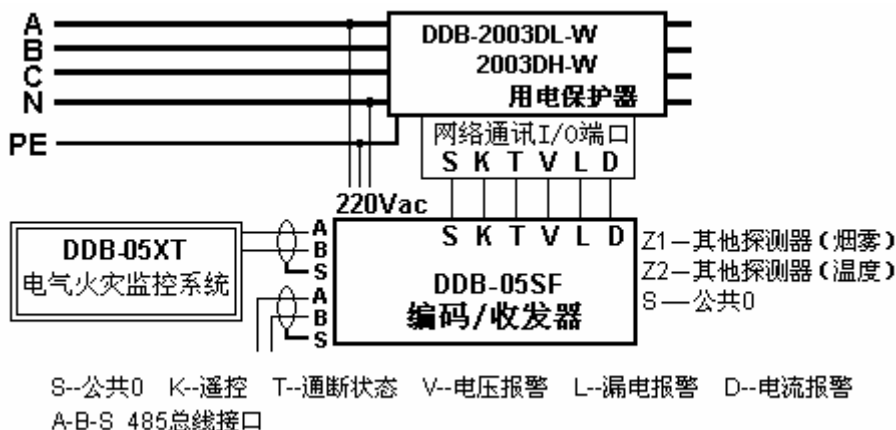 A
B
C
N
PE
DDB-2003DL-W
2003DH-W
用电保护器
网络通讯I/O端口
S K T V L D
220Vac
DDB-05XT
电气火灾监控系统
A
B
S
A
B
S
S K T V L D
DDB-05SF
编码/收发器
Z1—其他探测器(烟雾)
Z2—其他探测器(温度)
S —公共0
S--公共0 K--遥控 T--通断状态 V--电压报警 L--漏电报警 D--电流报警
A-B-S 485总线接口